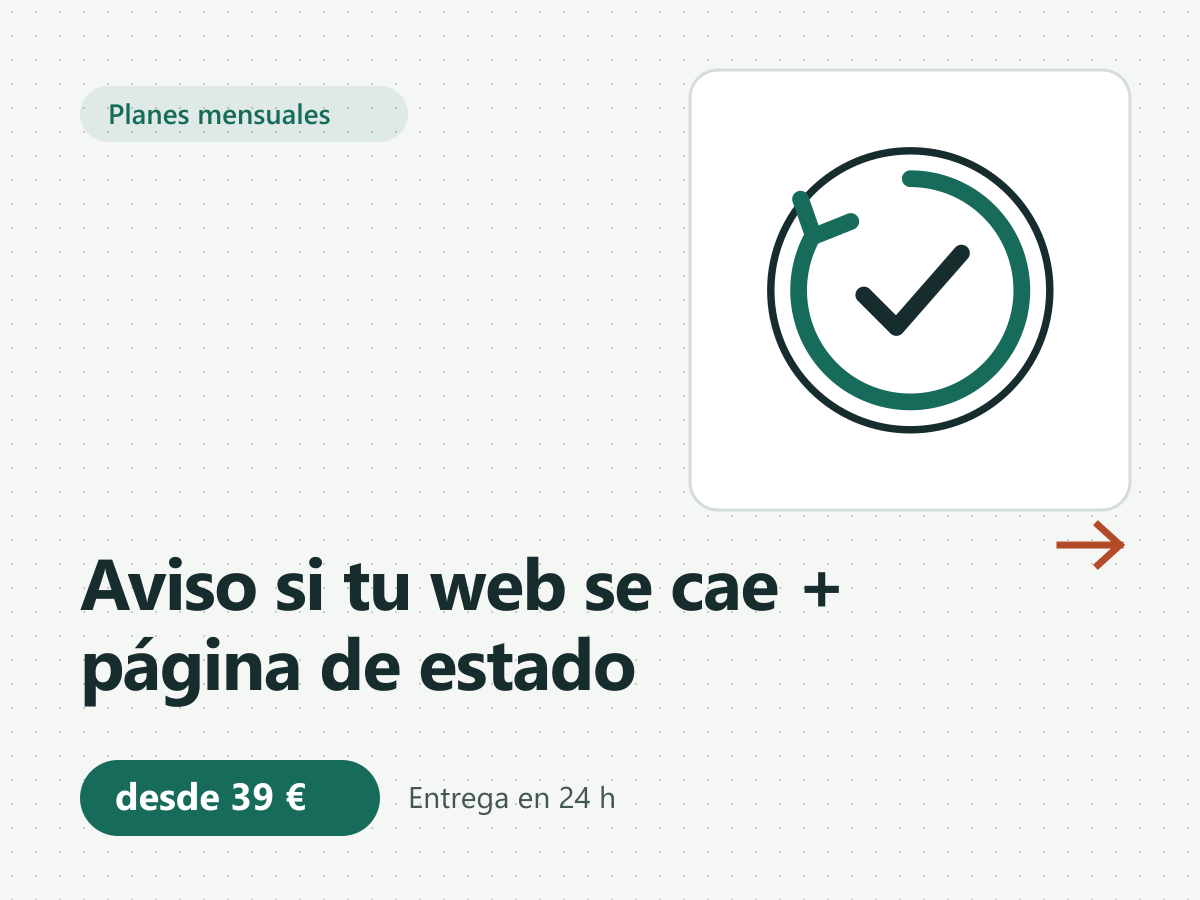 Planes mensuales
Aviso si tu web se cae +
página de estado
desde 39 €
Entrega en 24 h